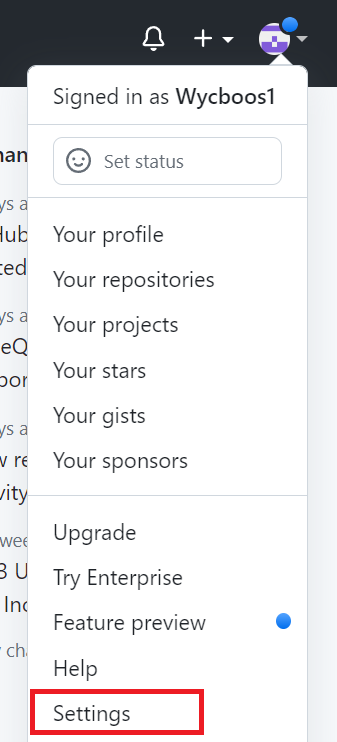 Signed in as Wycboos1
Set status
Your profile
Your repositories
Your projects
Your stars
Your gists
Your sponsors
Upgrade
Try Enterprise
Feature preview
Help
Settings